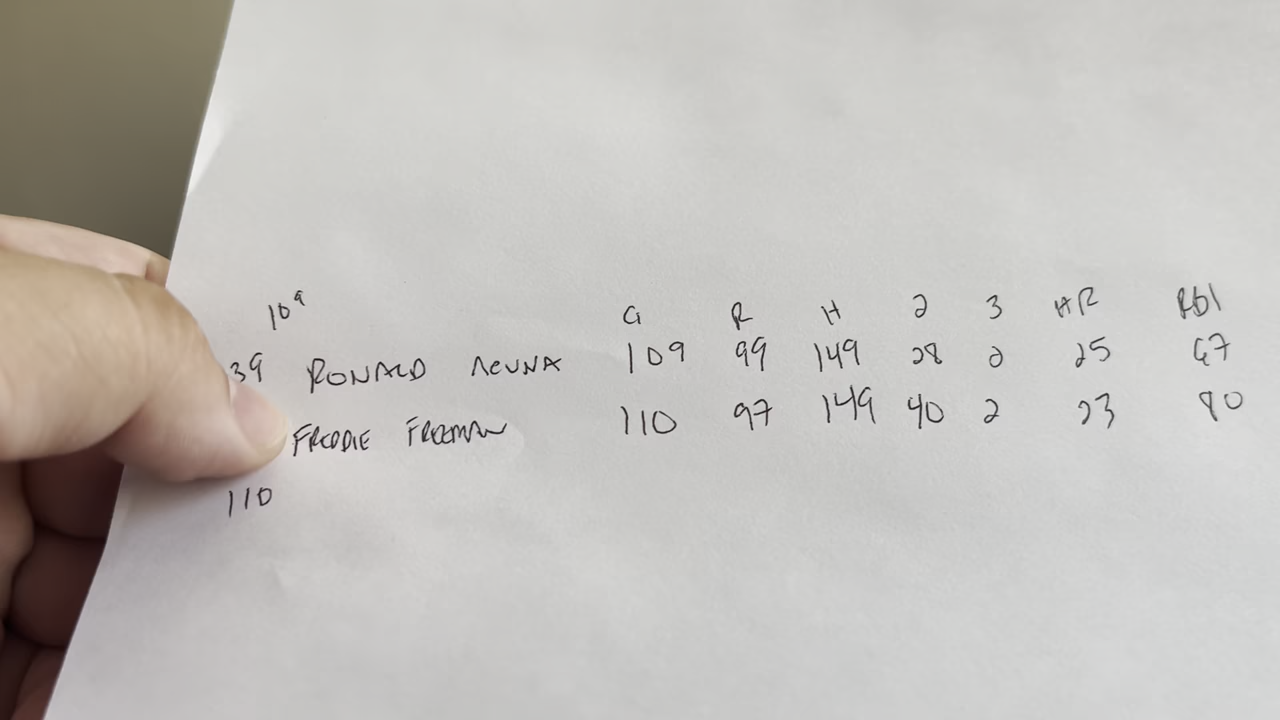 109
G R H 2 3 HR RBI
39 RONALD ACUNA 109 99 149 28 2 25 67
FREDDIE FREEMAN 110 97 149 40 2 23 80
110